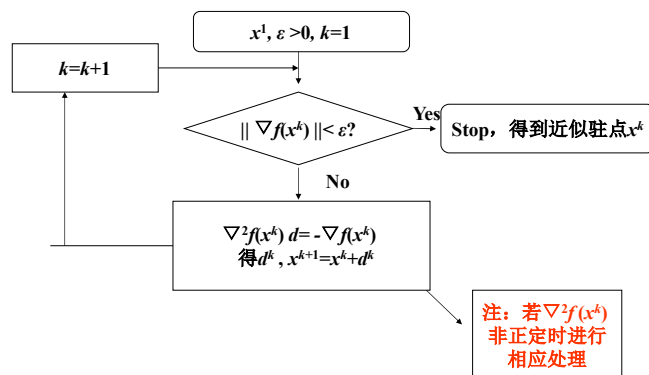 x¹, ε >0, k=1
k=k+1
|| ▽f(xᵏ) ||< ε?
Yes
Stop，得到近似驻点xᵏ
No
▽²f(xᵏ) d= -▽f(xᵏ)
得dᵏ , xᵏ⁺¹=xᵏ+dᵏ
注：若▽²f (xᵏ)
非正定时进行
相应处理